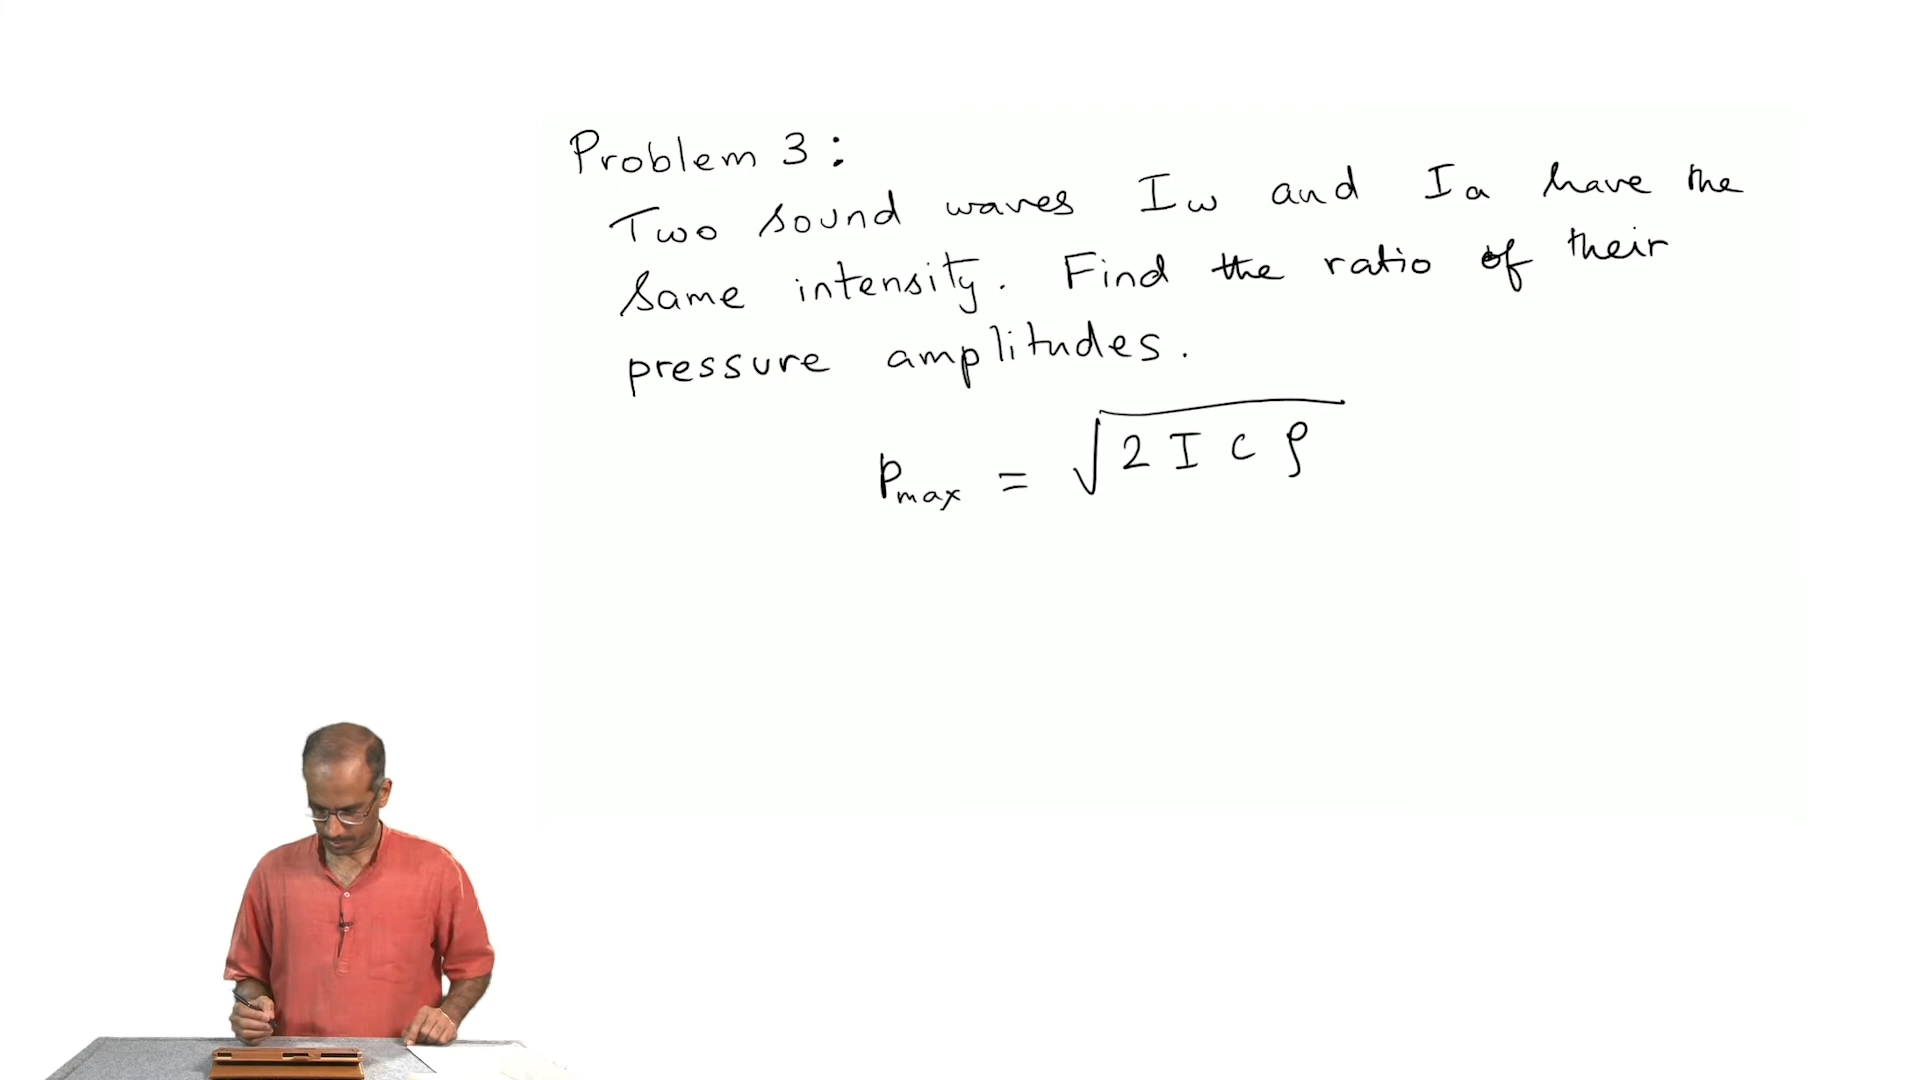 Problem 3:
Two sound waves Iw and Ia have the
same intensity. Find the ratio of their
pressure amplitudes.
Pmax = √2 I C ρ